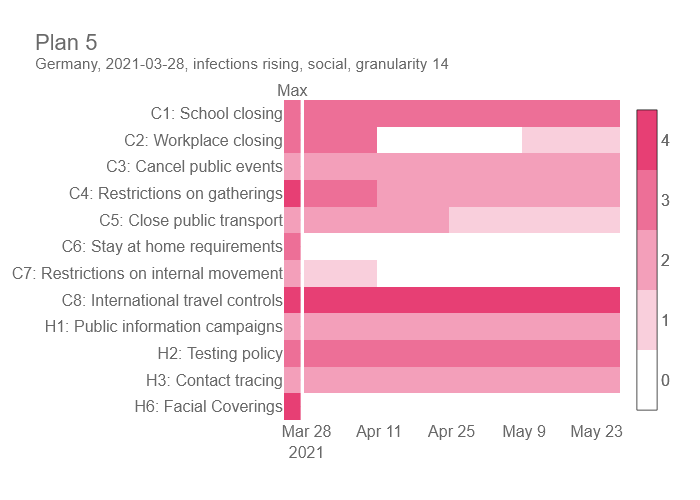 Plan 5
Germany, 2021-03-28, infections rising, social, granularity 14
Max
C1: School closing
C2: Workplace closing
C3: Cancel public events
C4: Restrictions on gatherings
C5: Close public transport
C6: Stay at home requirements
C7: Restrictions on internal movement
C8: International travel controls
H1: Public information campaigns
H2: Testing policy
H3: Contact tracing
H6: Facial Coverings
Mar 28 Apr 11 Apr 25 May 9 May 23
2021
4
3
2
1
0